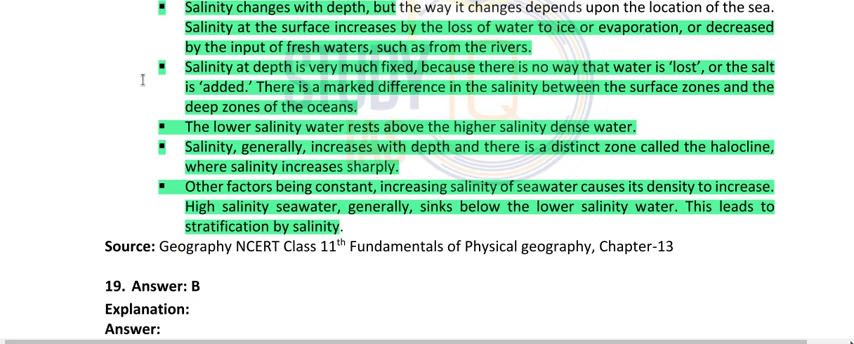 ▪ Salinity changes with depth, but the way it changes depends upon the location of the sea.
Salinity at the surface increases by the loss of water to ice or evaporation, or decreased
by the input of fresh waters, such as from the rivers.
▪ Salinity at depth is very much fixed, because there is no way that water is ‘lost’, or the salt
is ‘added.’ There is a marked difference in the salinity between the surface zones and the
deep zones of the oceans.
▪ The lower salinity water rests above the higher salinity dense water.
▪ Salinity, generally, increases with depth and there is a distinct zone called the halocline,
where salinity increases sharply.
▪ Other factors being constant, increasing salinity of seawater causes its density to increase.
High salinity seawater, generally, sinks below the lower salinity water. This leads to
stratification by salinity.
Source: Geography NCERT Class 11th Fundamentals of Physical geography, Chapter-13
19. Answer: B
Explanation:
Answer: